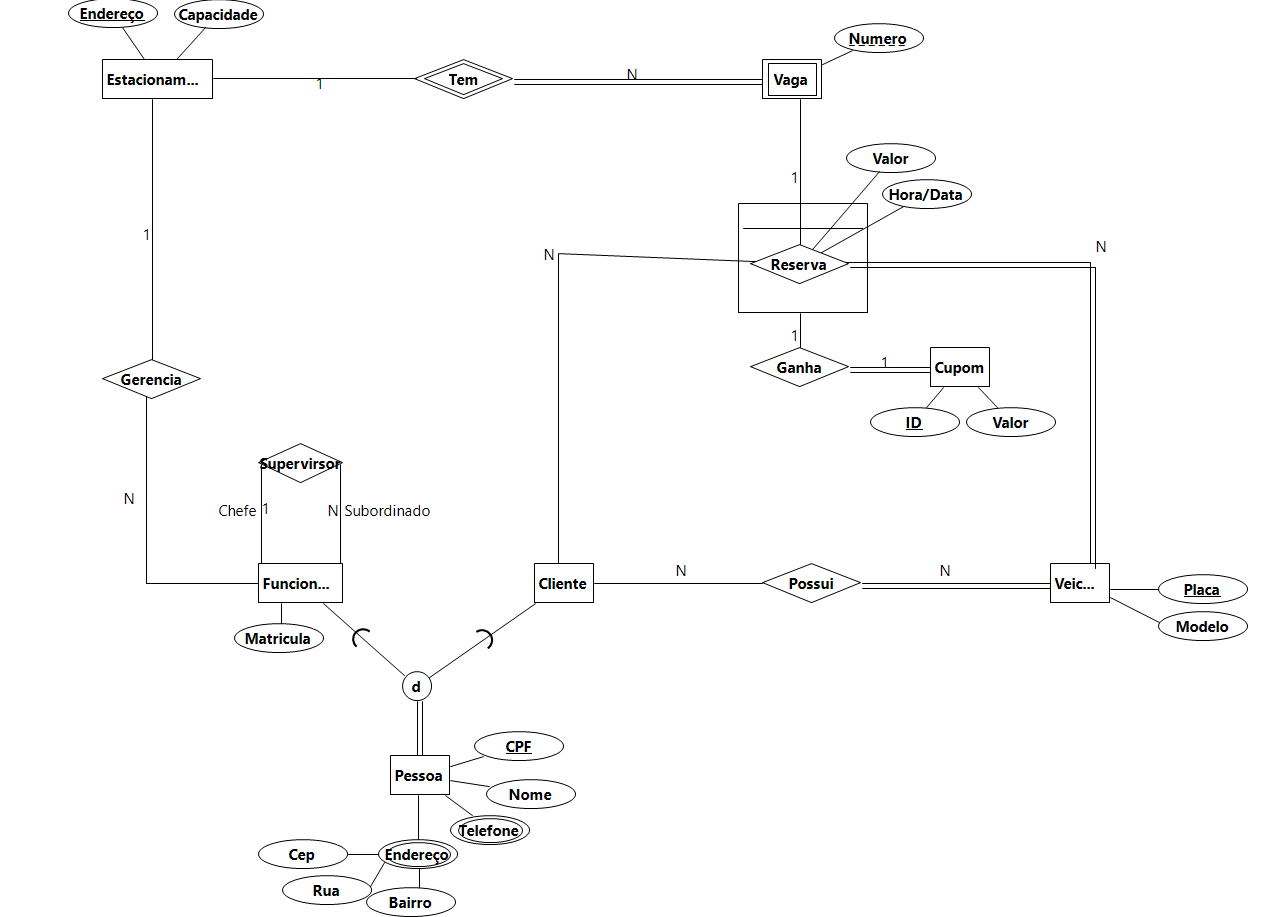 Endereço
Capacidade
Numero
Estacionam...
1
Tem
N
Vaga
Valor
1
Hora/Data
1
N
N
Reserva
1
Ganha
1
Cupom
Gerencia
ID
Valor
Supervirsor
N
Chefe
1
N
Subordinado
Funcion...
Cliente
N
Possui
N
Veic...
Placa
Matricula
Modelo
d
CPF
Pessoa
Nome
Telefone
Cep
Endereço
Rua
Bairro